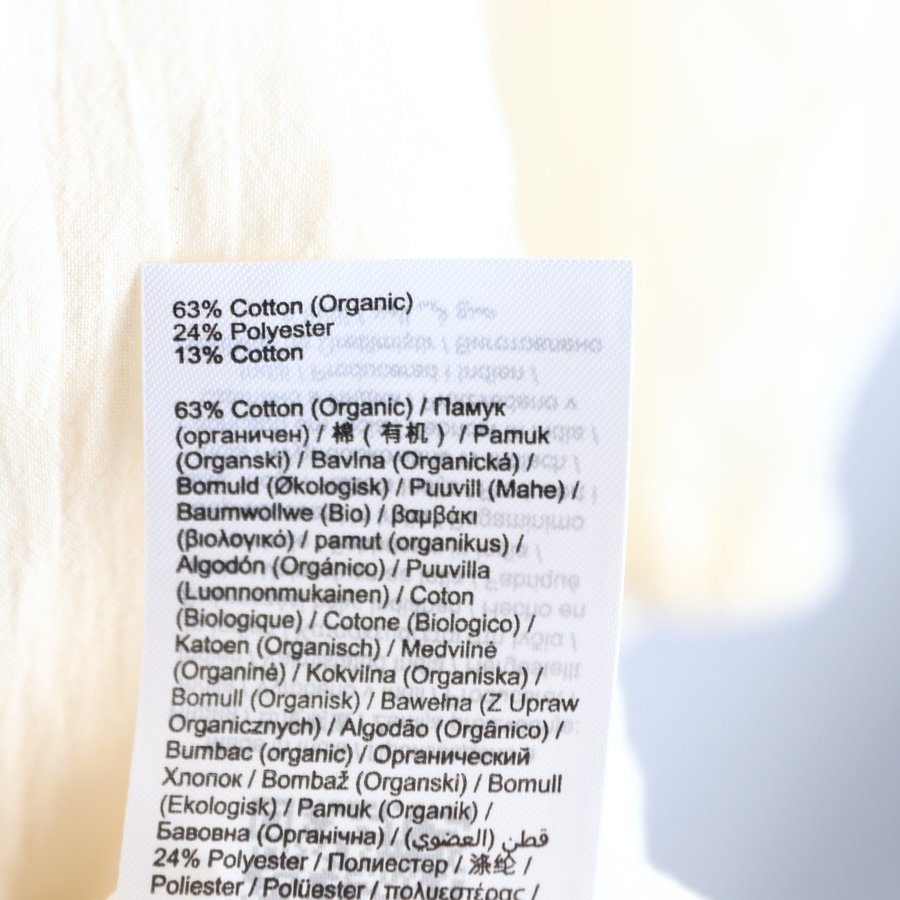 63% Cotton (Organic)
24% Polyester
13% Cotton
63% Cotton (Organic) / Памук
(органичен) / 棉 ( 有机 ) / Pamuk
(Organski) / Bavlna (Organická) /
Bomuld (Økologisk) / Puuvill (Mahe) /
Baumwollwe (Bio) / βαμβάκι
(βιολογικό) / pamut (organikus) /
Algodón (Orgánico) / Puuvilla
(Luonnonmukainen) / Coton
(Biologique) / Cotone (Biologico) /
Katoen (Organisch) / Medvilnė
(Organinė) / Kokvilna (Organiska) /
Bomull (Organisk) / Bawełna (Z Upraw
Organicznych) / Algodão (Orgânico) /
Bumbac (organic) / Органический
Хлопок / Bombaž (Organski) / Bomull
(Ekologisk) / Pamuk (Organik) /
Бавовна (Органічна) / قطن (العضوي)
24% Polyester / Полиестер / 涤纶 /
Poliester / Polüester / πολυεστέρας /